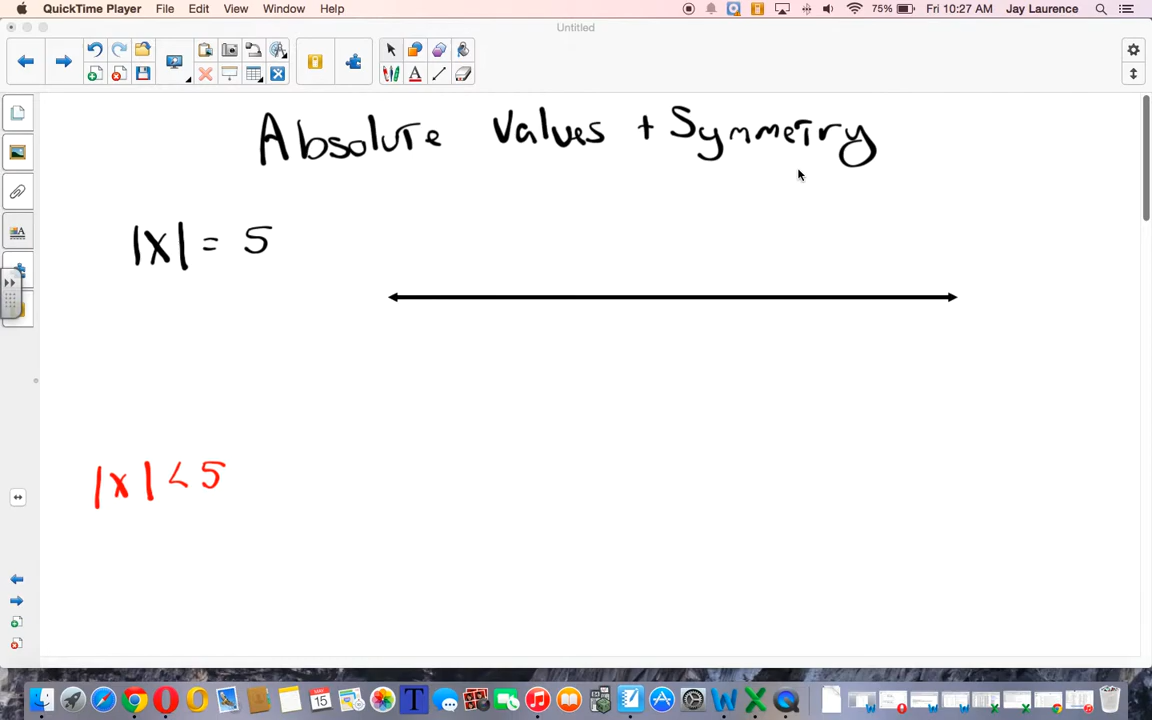 QuickTime Player File Edit View Window Help 75% Fri 10:27 AM Jay Laurence
Untitled
Absolute Values + Symmetry
|x| = 5
|x| < 5